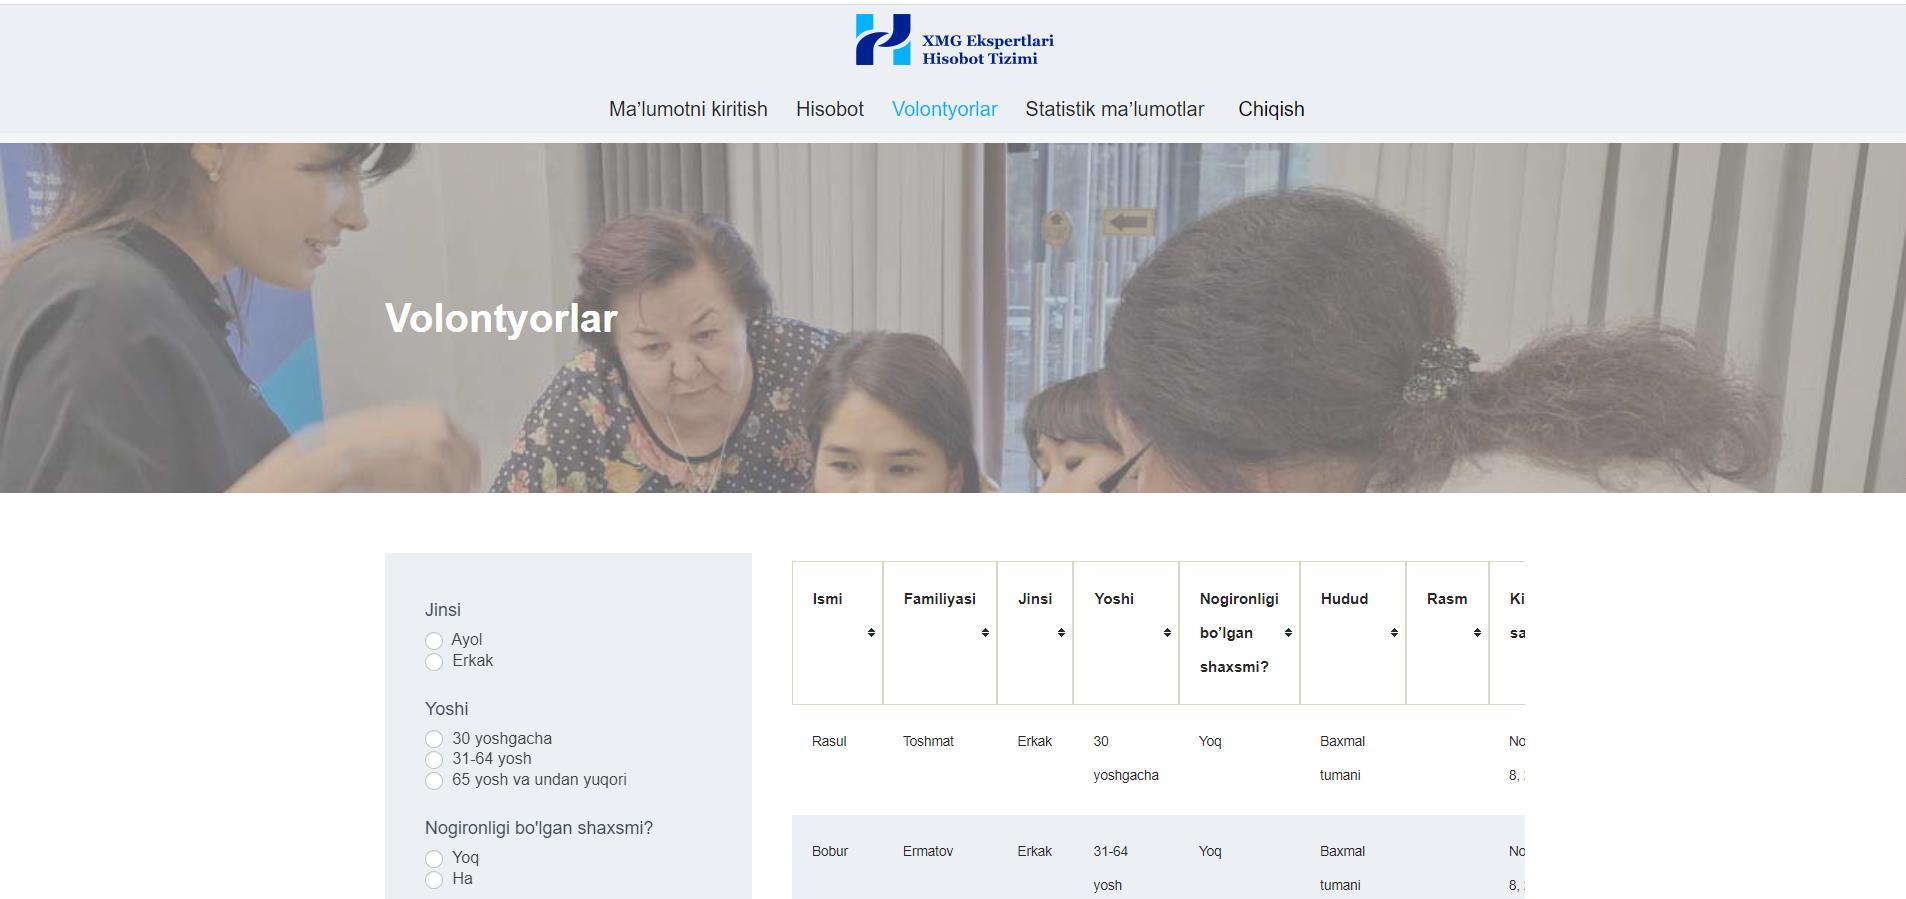 XMG Ekspertlari
Hisobot Tizimi
Ma’lumotni kiritish Hisobot Volontyorlar Statistik ma’lumotlar Chiqish
Volontyorlar
Jinsi
Ayol
Erkak
Yoshi
30 yoshgacha
31-64 yosh
65 yosh va undan yuqori
Nogironligi bo'lgan shaxsmi?
Yoq
Ha
Ismi Familiyasi Jinsi Yoshi Nogironligi Hudud Rasm Ki
bo’lgan sa
shaxsmi?
Rasul Toshmat Erkak 30 Yoq Baxmal No
yoshgacha tumani 8,
Bobur Ermatov Erkak 31-64 Yoq Baxmal No
yosh tumani 8,